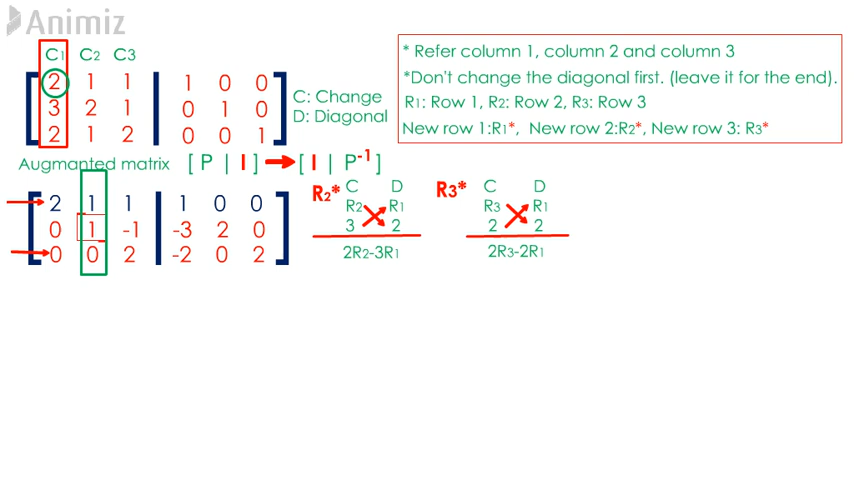 Animiz
C1 C2 C3
2 1 1 | 1 0 0
3 2 1 | 0 1 0
2 1 2 | 0 0 1
C: Change
D: Diagonal
* Refer column 1, column 2 and column 3
*Don't change the diagonal first. (leave it for the end).
R1: Row 1, R2: Row 2, R3: Row 3
New row 1:R1*, New row 2:R2*, New row 3: R3*
Augmanted matrix [ P | I ] → [ I | P-1 ]
2 1 1 | 1 0 0
0 1 -1 | -3 2 0
0 0 2 | -2 0 2
R2* C D
R2 R1
3 2
2R2-3R1
R3* C D
R3 R1
2 2
2R3-2R1